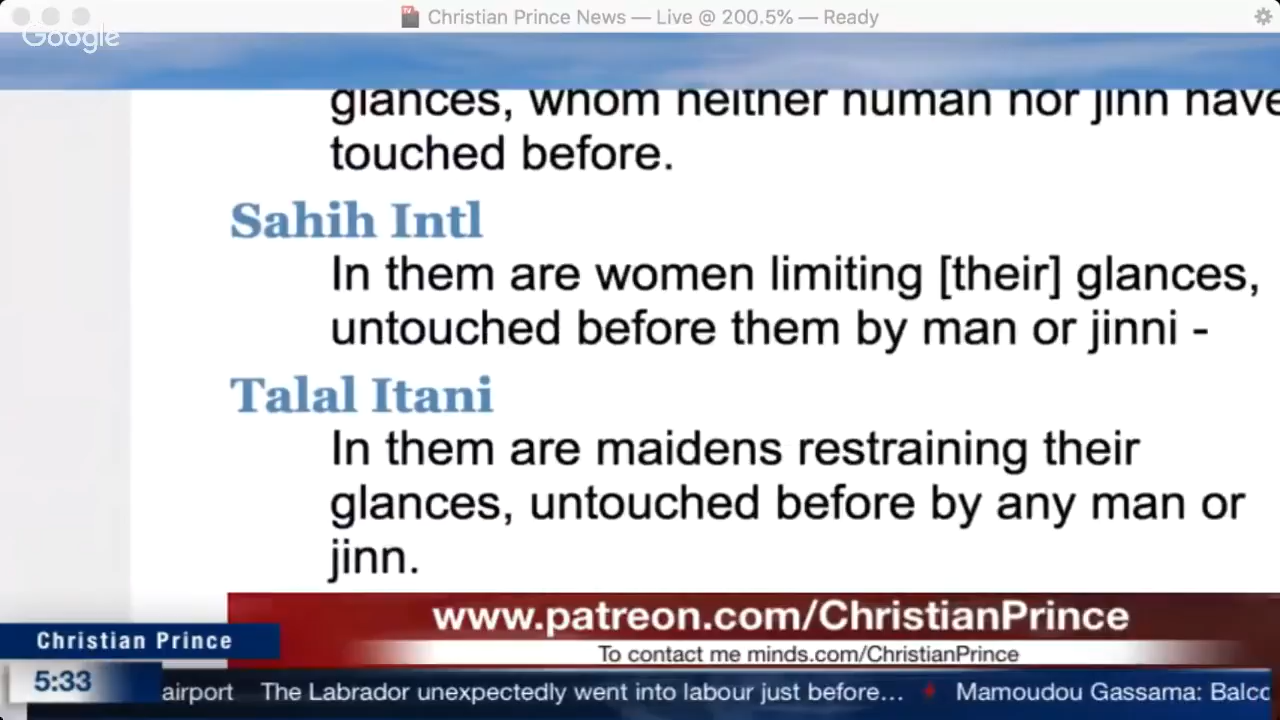 Christian Prince News — Live @ 200.5% — Ready
Google
glances, whom neither human nor jinn have
touched before.
Sahih Intl
In them are women limiting [their] glances,
untouched before them by man or jinni -
Talal Itani
In them are maidens restraining their
glances, untouched before by any man or
jinn.
www.patreon.com/ChristianPrince
To contact me minds.com/ChristianPrince
Christian Prince
5:33
airport The Labrador unexpectedly went into labour just before... Mamoudou Gassama: Balco